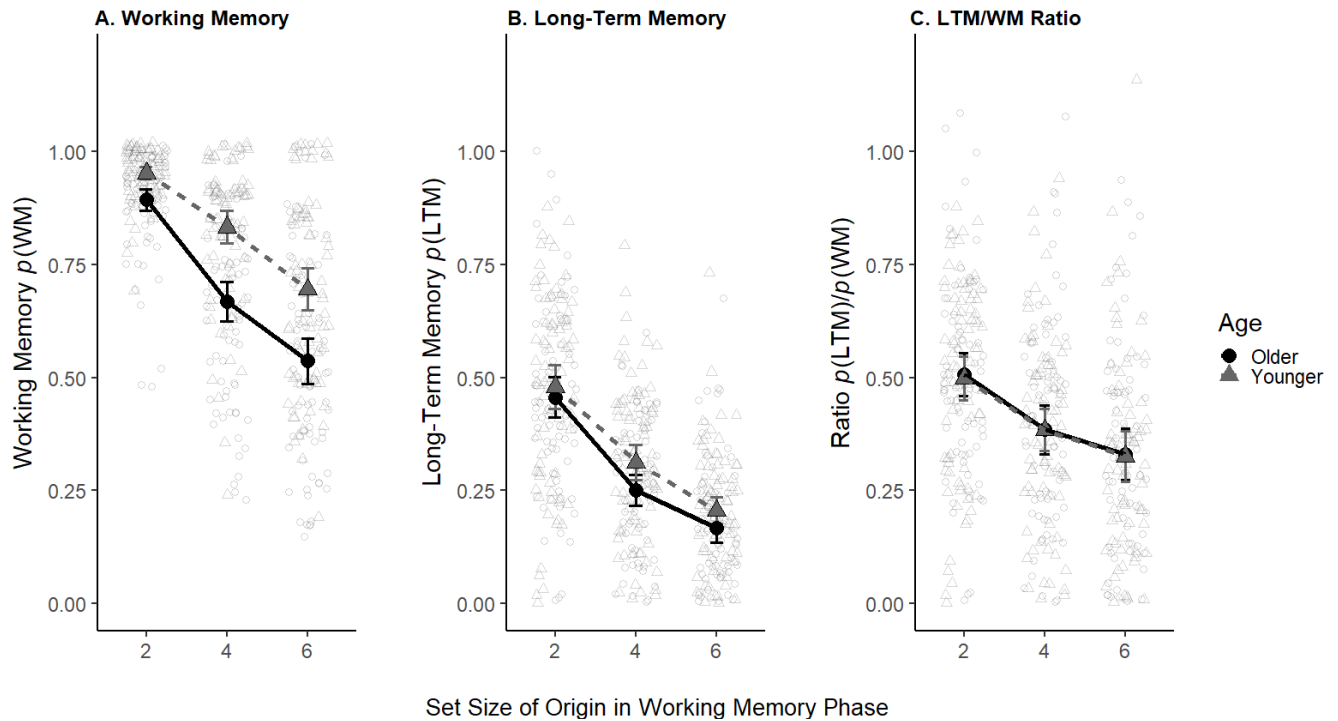 A. Working Memory
B. Long-Term Memory
C. LTM/WM Ratio
Working Memory p(WM)
1.00
0.75
0.50
0.25
0.00
2 4 6
Long-Term Memory p(LTM)
1.00
0.75
0.50
0.25
0.00
2 4 6
Ratio p(LTM)/p(WM)
1.00
0.75
0.50
0.25
0.00
2 4 6
Age
Older
Younger
Set Size of Origin in Working Memory Phase